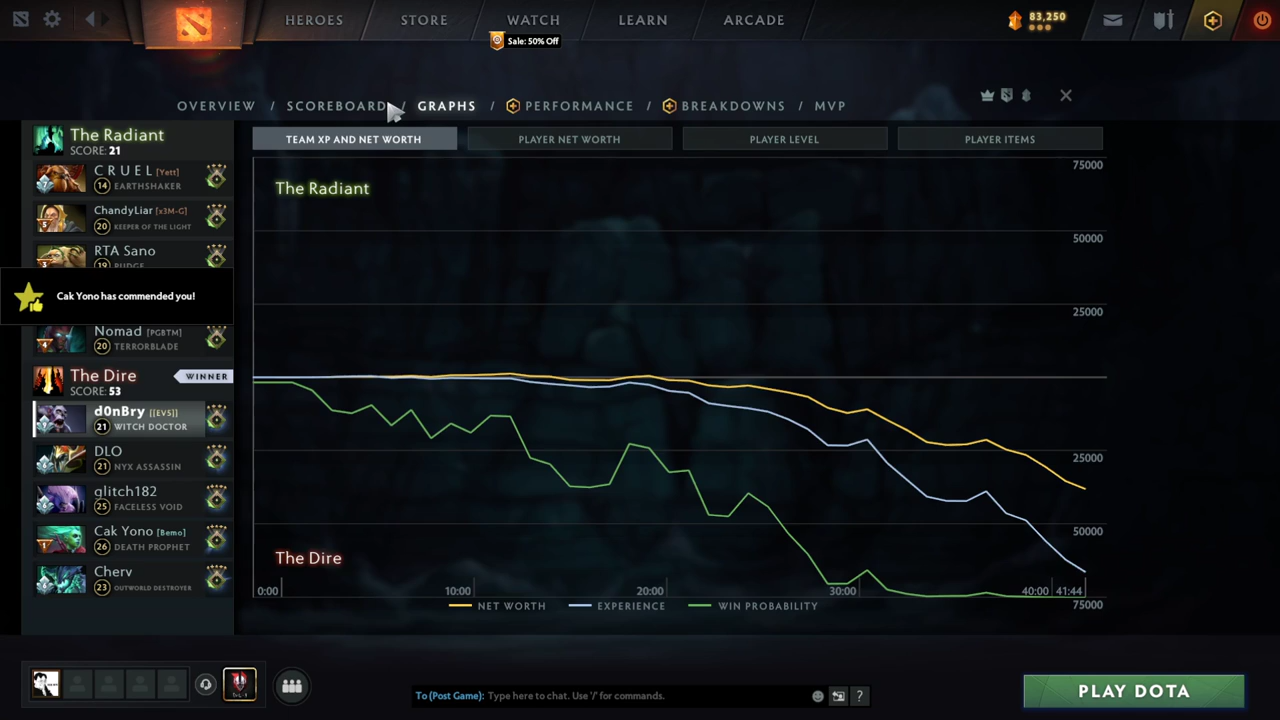 HEROES STORE WATCH LEARN ARCADE
83,250
Sale: 50% Off
OVERVIEW / SCOREBOARD / GRAPHS / PERFORMANCE / BREAKDOWNS / MVP
TEAM XP AND NET WORTH PLAYER NET WORTH PLAYER LEVEL PLAYER ITEMS
The Radiant
SCORE: 21
C R U E L [Yett]
14 EARTHSHAKER
ChandyLiar [x3M-G]
20 KEEPER OF THE LIGHT
RTA Sano
19 PUDGE
Cak Yono has commended you!
Nomad [PGBTM]
20 TERRORBLADE
The Dire
WINNER
SCORE: 53
d0nBry [[EVS]]
21 WITCH DOCTOR
DLO
21 NYX ASSASSIN
glitch182
25 FACELESS VOID
Cak Yono [Bemo]
26 DEATH PROPHET
Cherv
23 OUTWORLD DESTROYER
The Radiant
75000
50000
25000
25000
50000
75000
The Dire
0:00 10:00 20:00 30:00 40:00 41:44
NET WORTH EXPERIENCE WIN PROBABILITY
To (Post Game): Type here to chat. Use '/' for commands.
?
PLAY DOTA